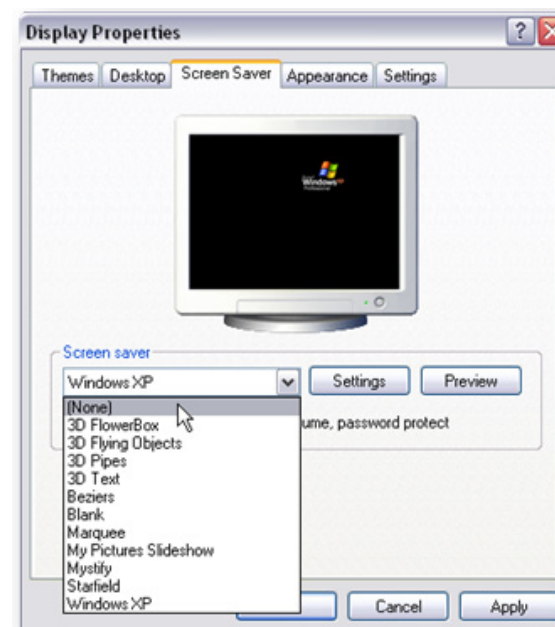 Display Properties
Themes Desktop Screen Saver Appearance Settings
Windows
Screen saver
Windows XP Settings Preview
(None)
3D FlowerBox ume, password protect
3D Flying Objects
3D Pipes
3D Text
Beziers
Blank
Marquee
My Pictures Slideshow
Mystify
Starfield
Windows XP Cancel Apply